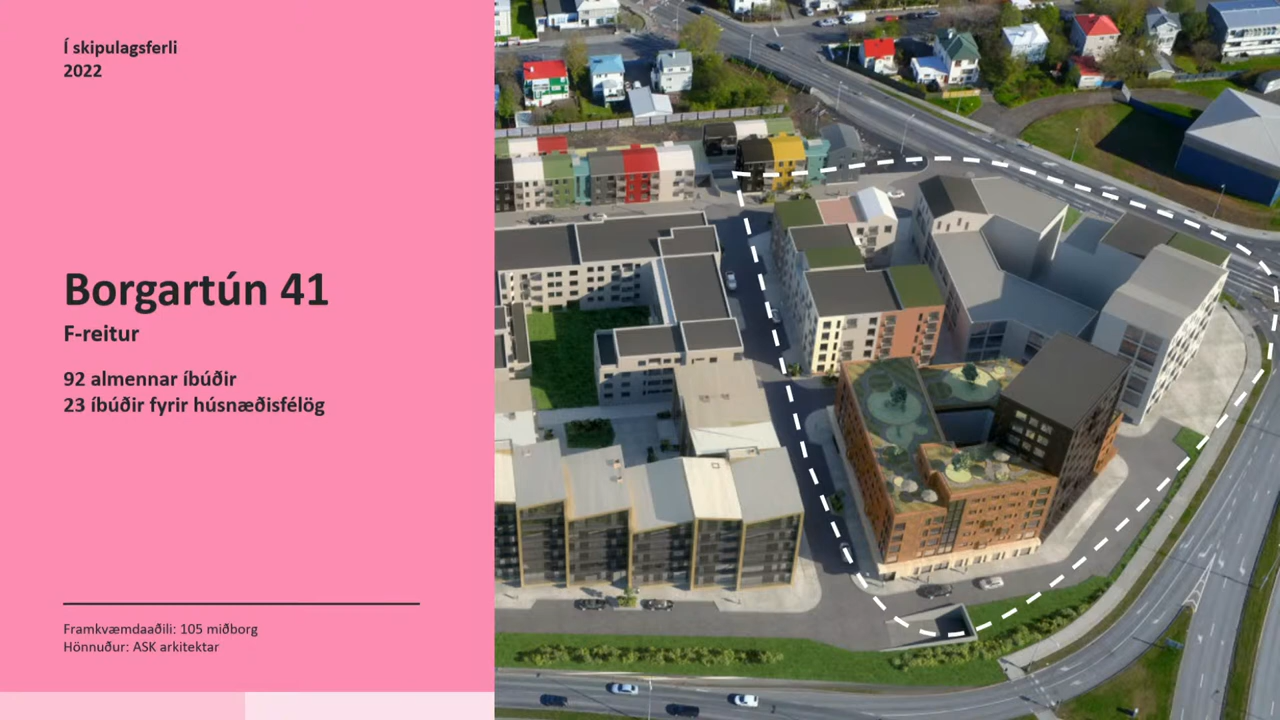 Í skipulagsferli
2022
Borgartún 41
F-reitur
92 almennar íbúðir
23 íbúðir fyrir húsnæðisfélög
Framkvæmdaaðili: 105 miðborg
Hönnuður: ASK arkitektar